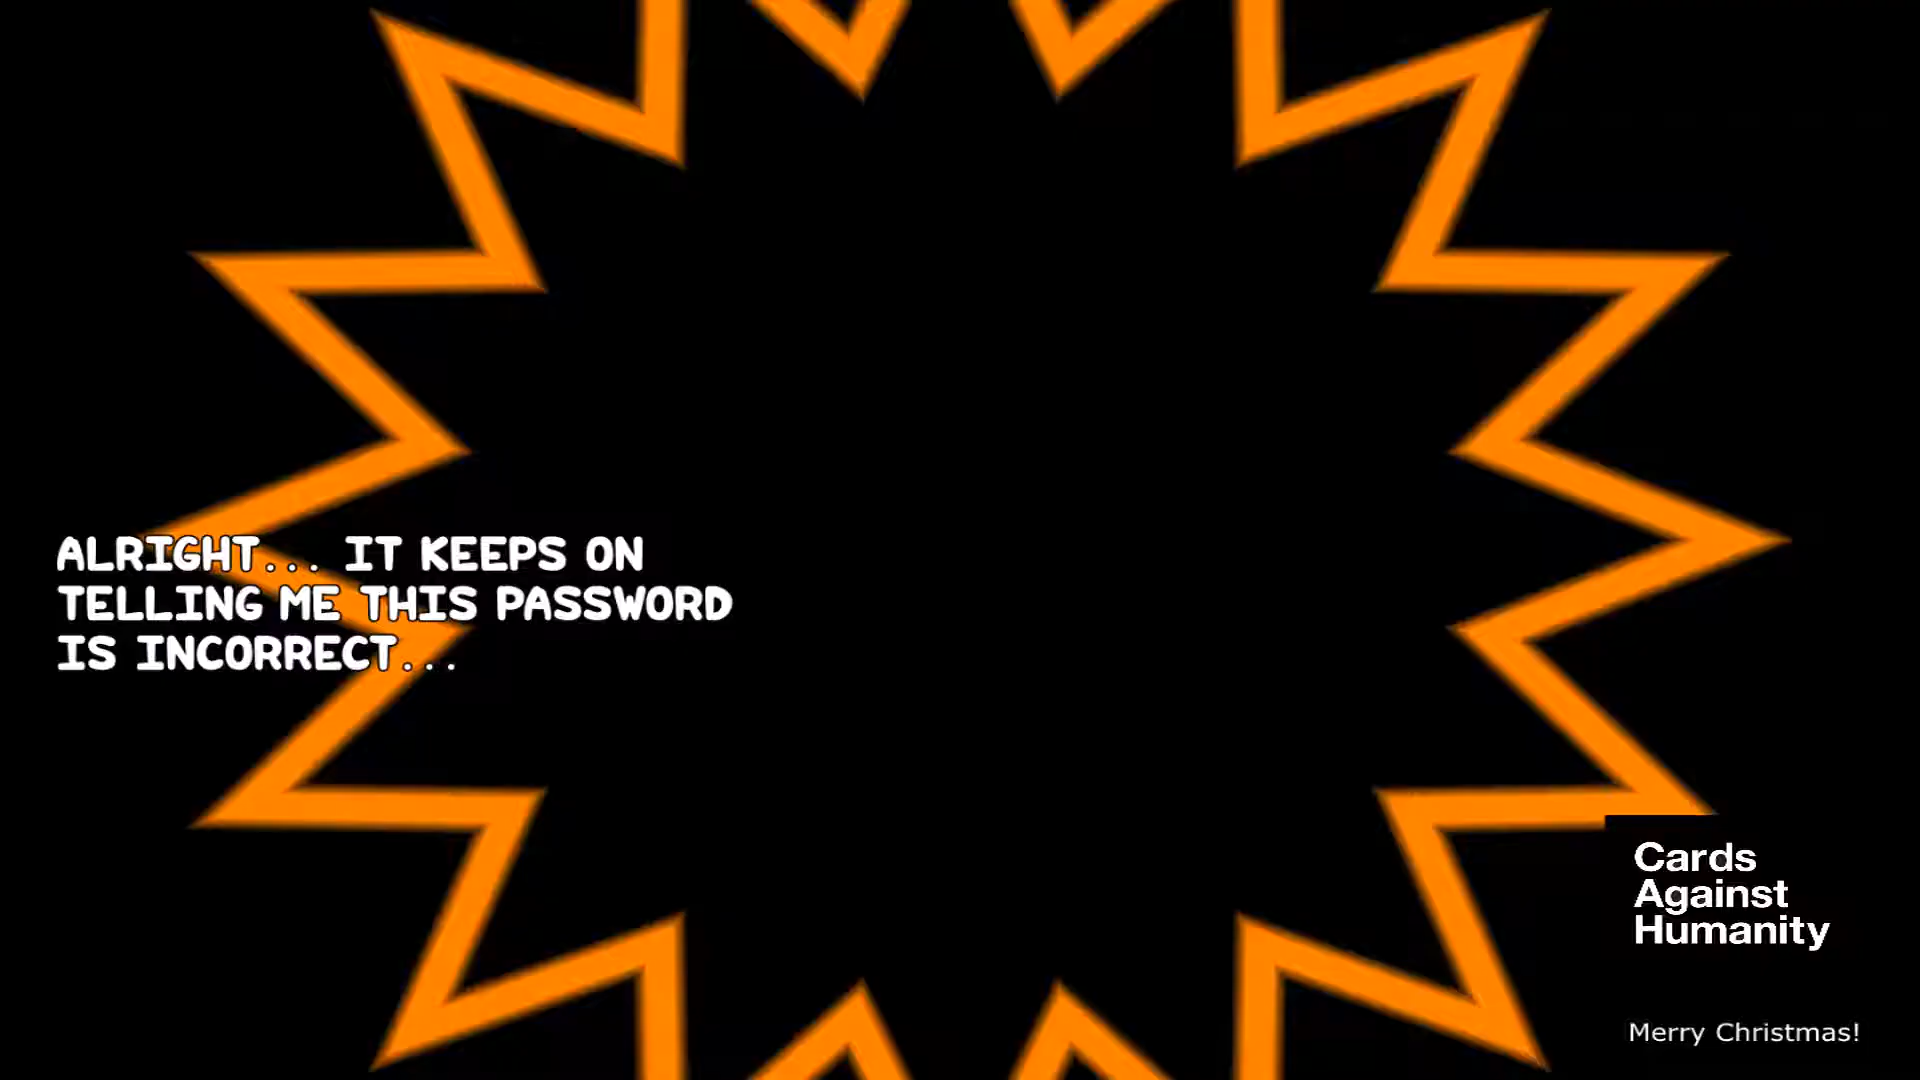 ALRIGHT... IT KEEPS ON
TELLING ME THIS PASSWORD
IS INCORRECT...
Cards
Against
Humanity
Merry Christmas!